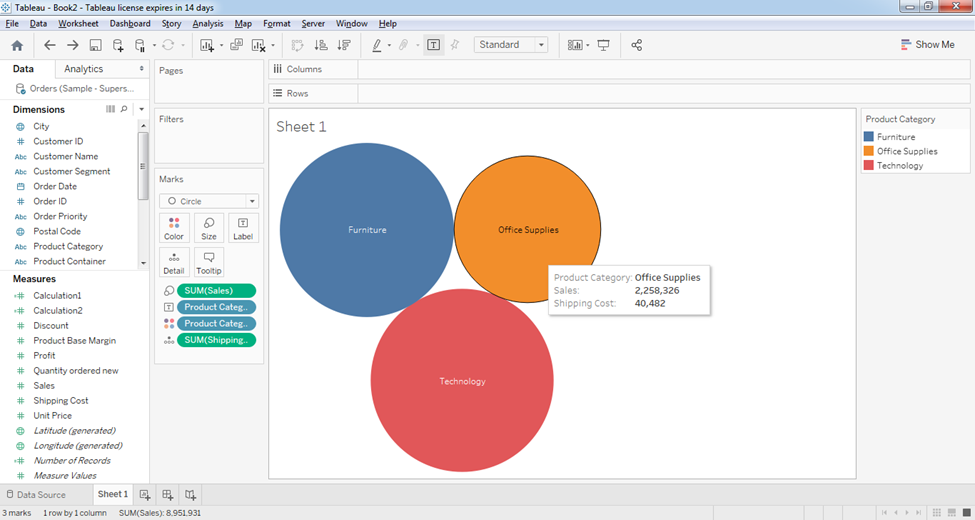 Tableau - Book2 - Tableau license expires in 14 days
File Data Worksheet Dashboard Story Analysis Map Format Server Window Help
Standard
Show Me
Data Analytics
Orders (Sample - Supers...
Dimensions
City
Customer ID
Abc Customer Name
Abc Customer Segment
Order Date
Order ID
Abc Order Priority
Postal Code
Abc Product Category
Abc Product Container
Measures
Calculation1
Calculation2
Discount
Product Base Margin
Profit
Quantity ordered new
Sales
Shipping Cost
Unit Price
Latitude (generated)
Longitude (generated)
Number of Records
Measure Values
Pages
Filters
Marks
Circle
Color Size Label
Detail Tooltip
SUM(Sales)
Product Categ..
Product Categ..
SUM(Shipping..
Columns
Rows
Sheet 1
Furniture
Office Supplies
Technology
Product Category: Office Supplies
Sales: 2,258,326
Shipping Cost: 40,482
Product Category
Furniture
Office Supplies
Technology
Data Source Sheet 1
3 marks 1 row by 1 column SUM(Sales): 8,951,931